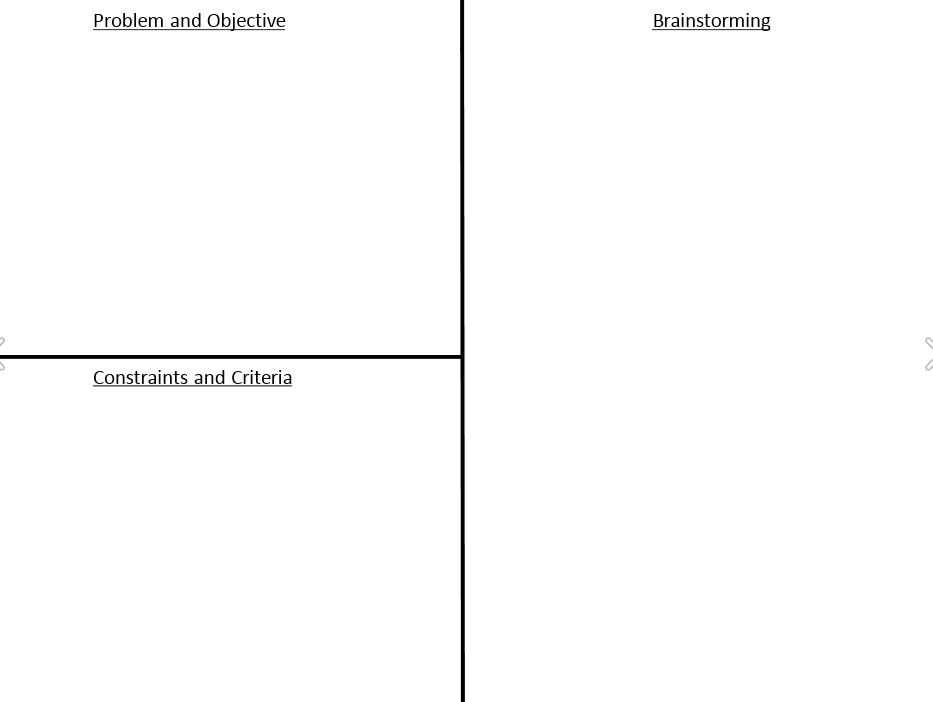 Problem and Objective
Constraints and Criteria
Brainstorming